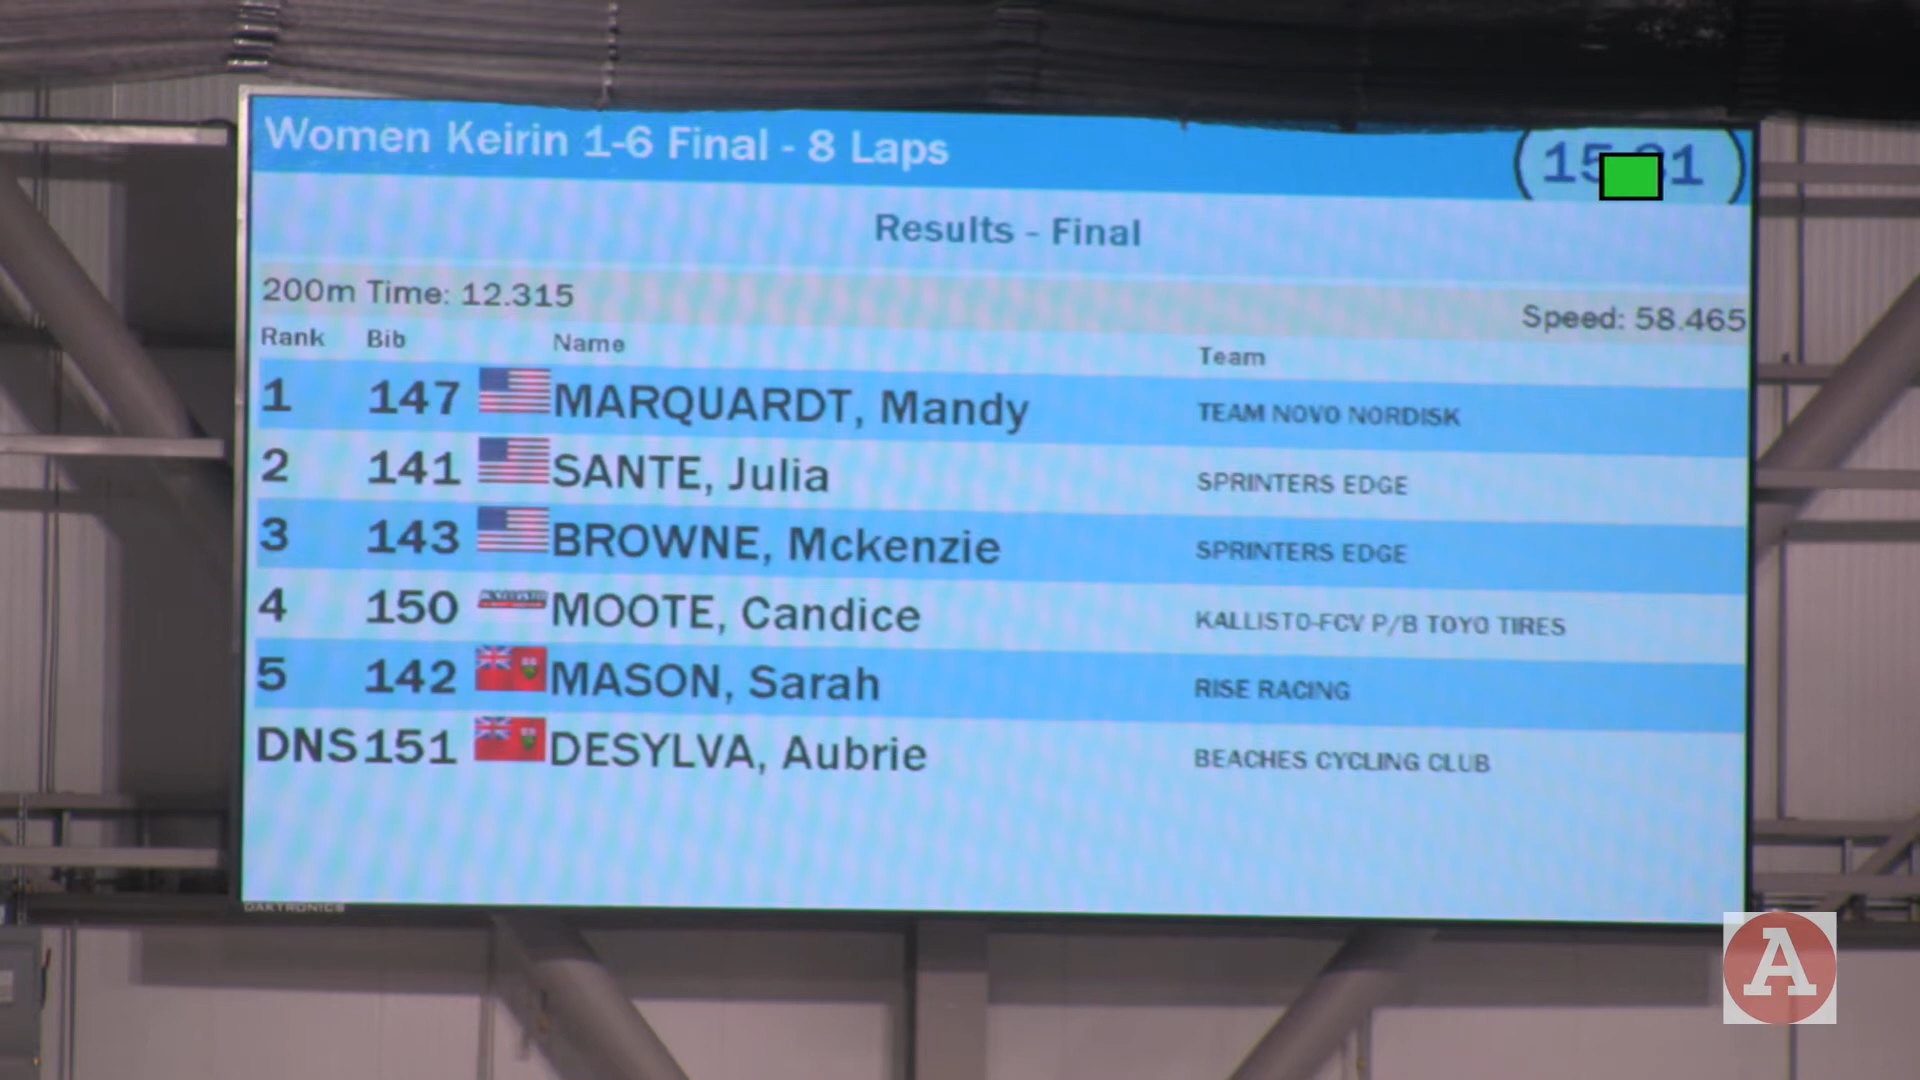 Women Keirin 1-6 Final - 8 Laps
Results - Final
200m Time: 12.315
Speed: 58.465
Rank Bib Name Team
1 147 MARQUARDT, Mandy TEAM NOVO NORDISK
2 141 SANTE, Julia SPRINTERS EDGE
3 143 BROWNE, Mckenzie SPRINTERS EDGE
4 150 MOOTE, Candice KALLISTO-FCV P/B TOYO TIRES
5 142 MASON, Sarah RISE RACING
DNS 151 DESYLVA, Aubrie BEACHES CYCLING CLUB
DAKTRONICS
A